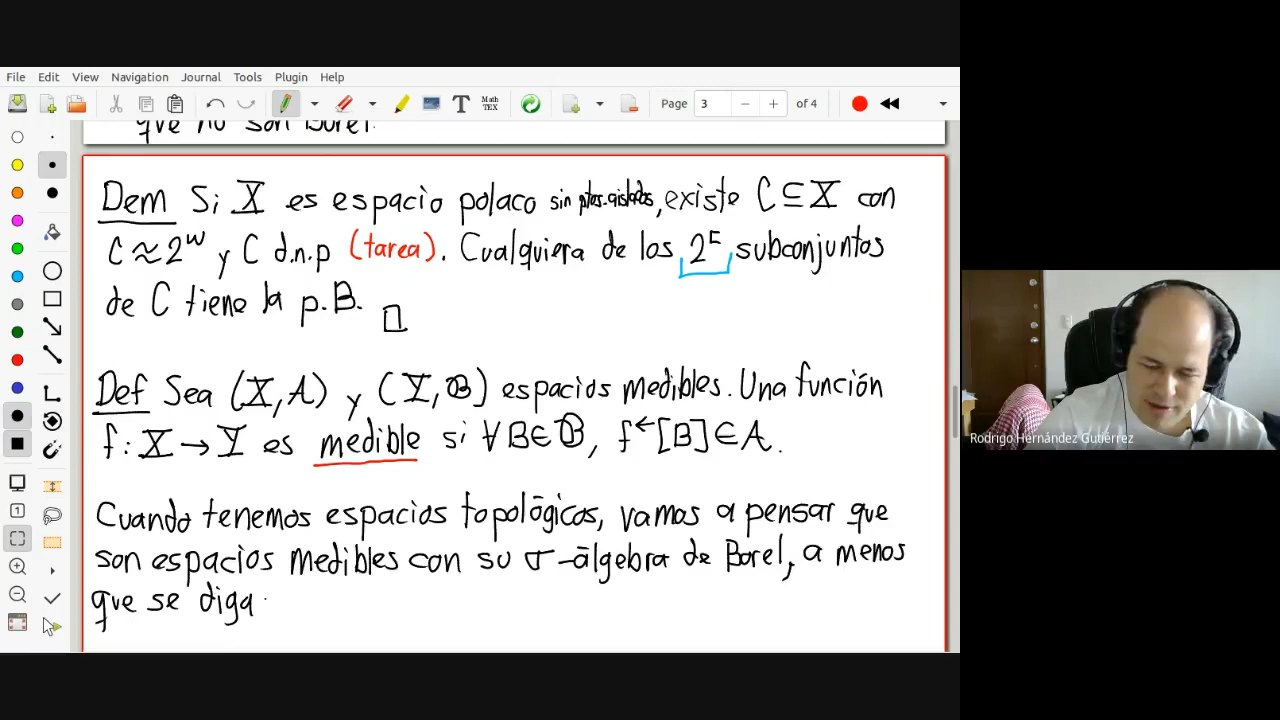 File Edit View Navigation Journal Tools Plugin Help
T Math TEX Page 3 of 4
que no son Borel.
Dem Si X es espacio polaco sin ptos. aislados, existe C ⊆ X con
C ≈ 2^ω y C d.n.p (tarea). Cualquiera de los 2^𝔠 subconjuntos
de C tiene la p.B. □
Def Sea (X, A) y (Y, B) espacios medibles. Una función
f: X → Y es medible si ∀B∈B, f^←[B]∈A.
Cuando tenemos espacios topológicos, vamos a pensar que
son espacios medibles con su σ-álgebra de Borel, a menos
que se diga
Rodrigo Hernández Gutiérrez